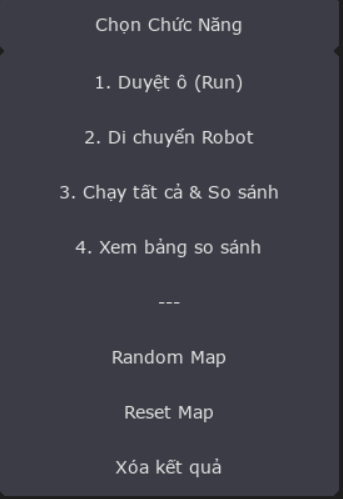 Chọn Chức Năng
1. Duyệt ô (Run)
2. Di chuyển Robot
3. Chạy tất cả & So sánh
4. Xem bảng so sánh
---
Random Map
Reset Map
Xóa kết quả